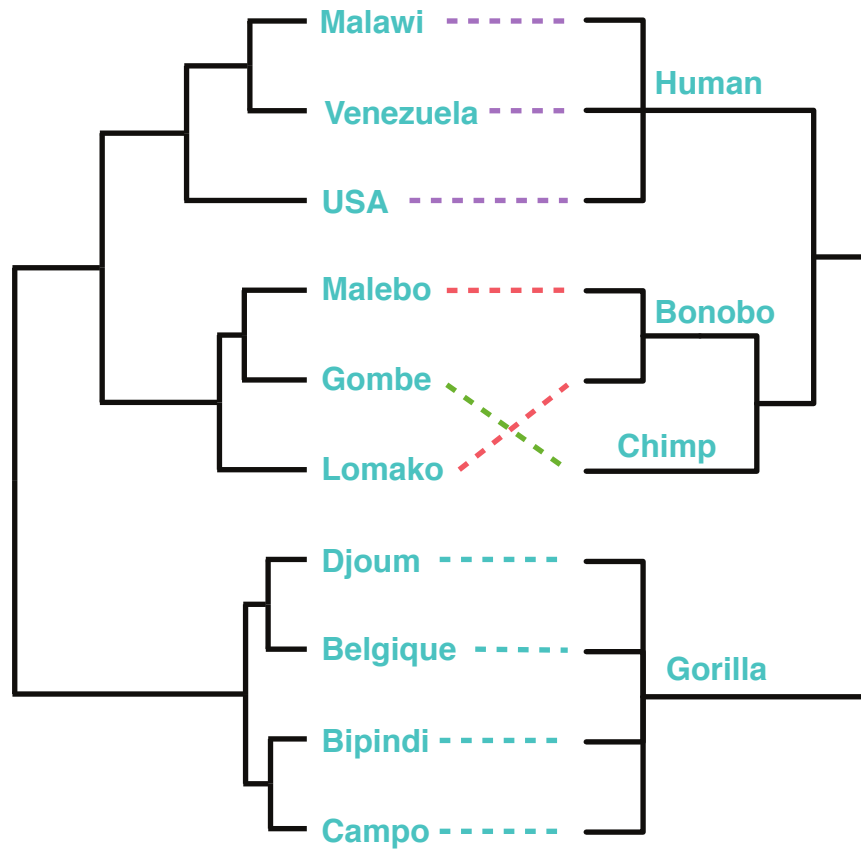 Malawi
Human
Venezuela
USA
Malebo
Bonobo
Gombe
Chimp
Lomako
Djoum
Belgique
Gorilla
Bipindi
Campo